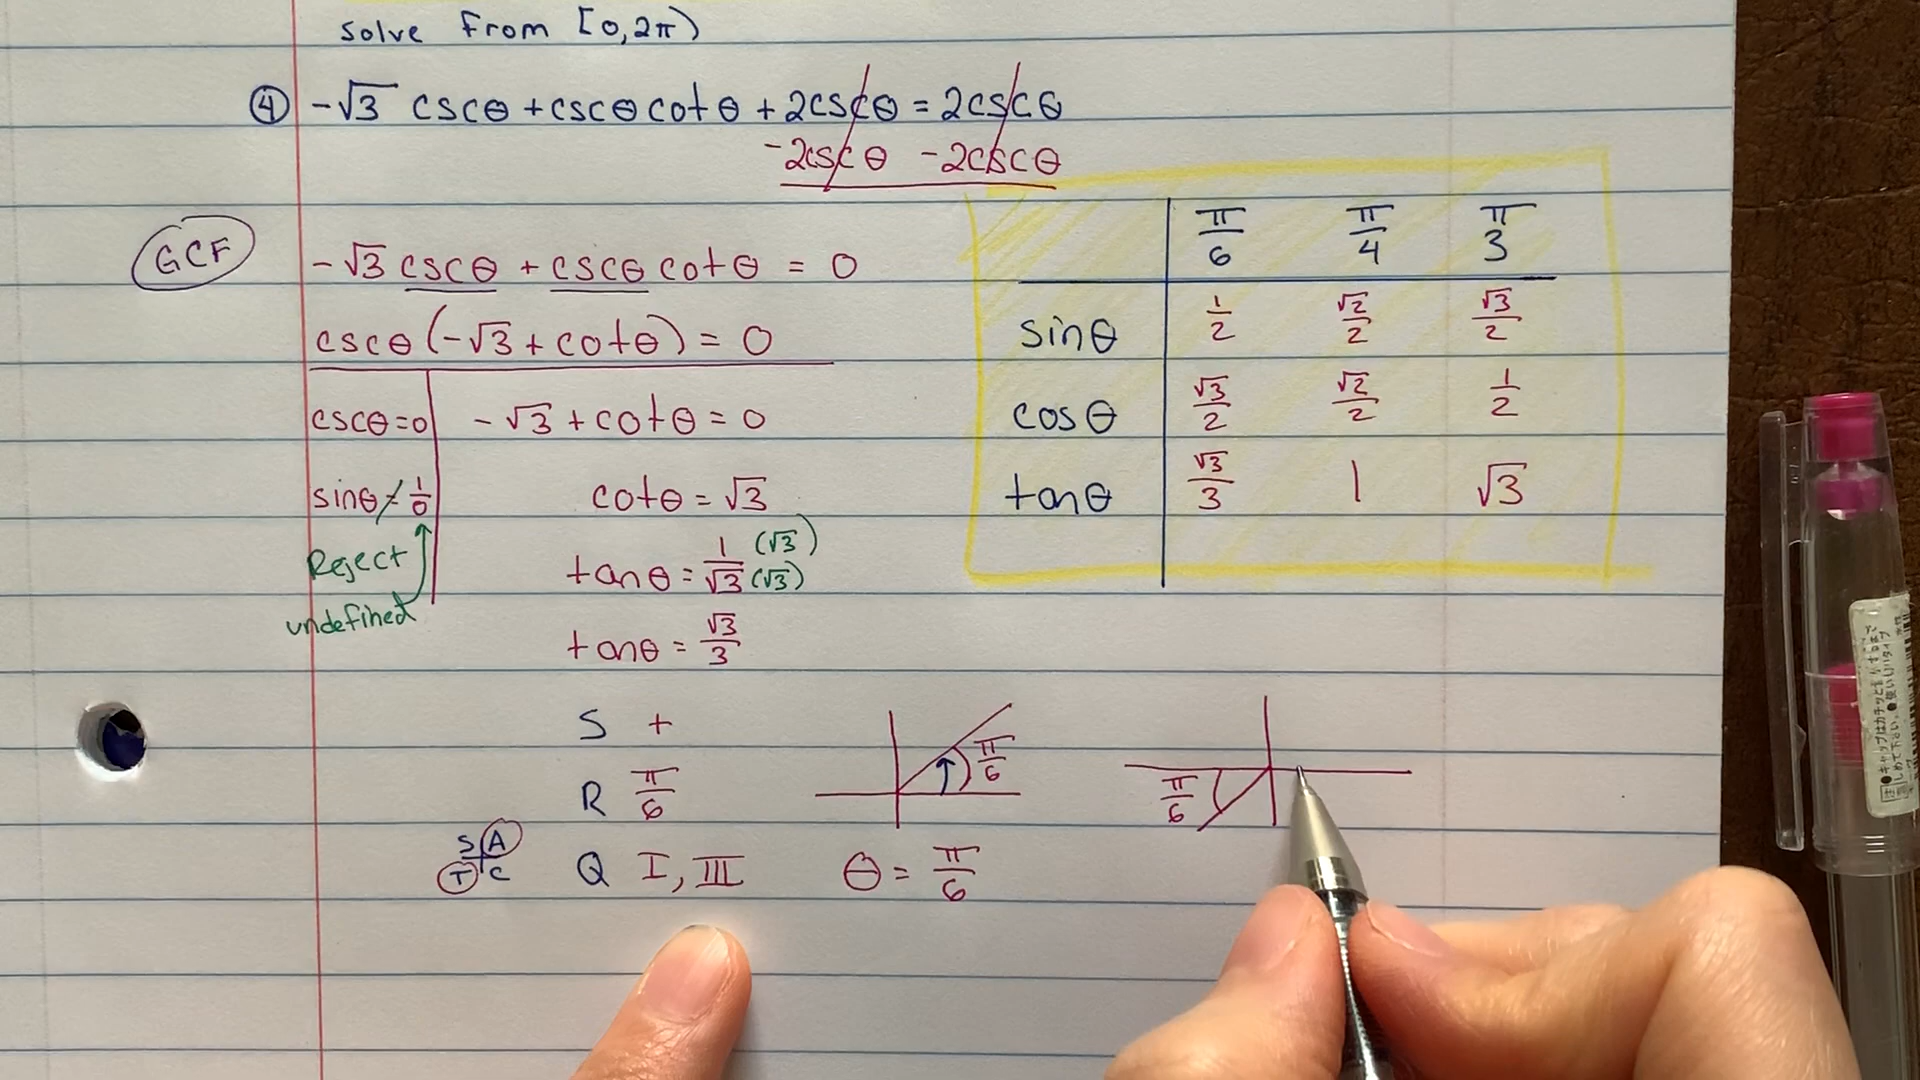 solve from [0,2π)
④ -√3 cscθ + cscθ cotθ + 2cscθ = 2cscθ
-2cscθ -2cscθ
GCF
-√3 cscθ + cscθ cotθ = 0
cscθ(-√3 + cotθ) = 0
cscθ=0
sinθ≠1/0
Reject
undefined
-√3 + cotθ = 0
cotθ = √3
tanθ = 1/√3 (√3)/(√3)
tanθ = √3/3
π/6 π/4 π/3
sinθ 1/2 √2/2 √3/2
cosθ √3/2 √2/2 1/2
tanθ √3/3 1 √3
S +
R π/6
Q I, III
S A
T C
π/6
θ = π/6
π/6